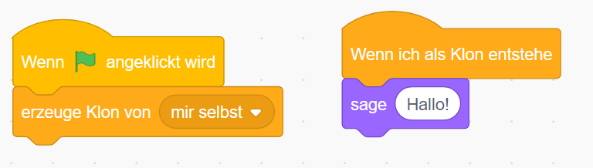 Wenn angeklickt wird
erzeuge Klon von mir selbst
Wenn ich als Klon entstehe
sage Hallo!